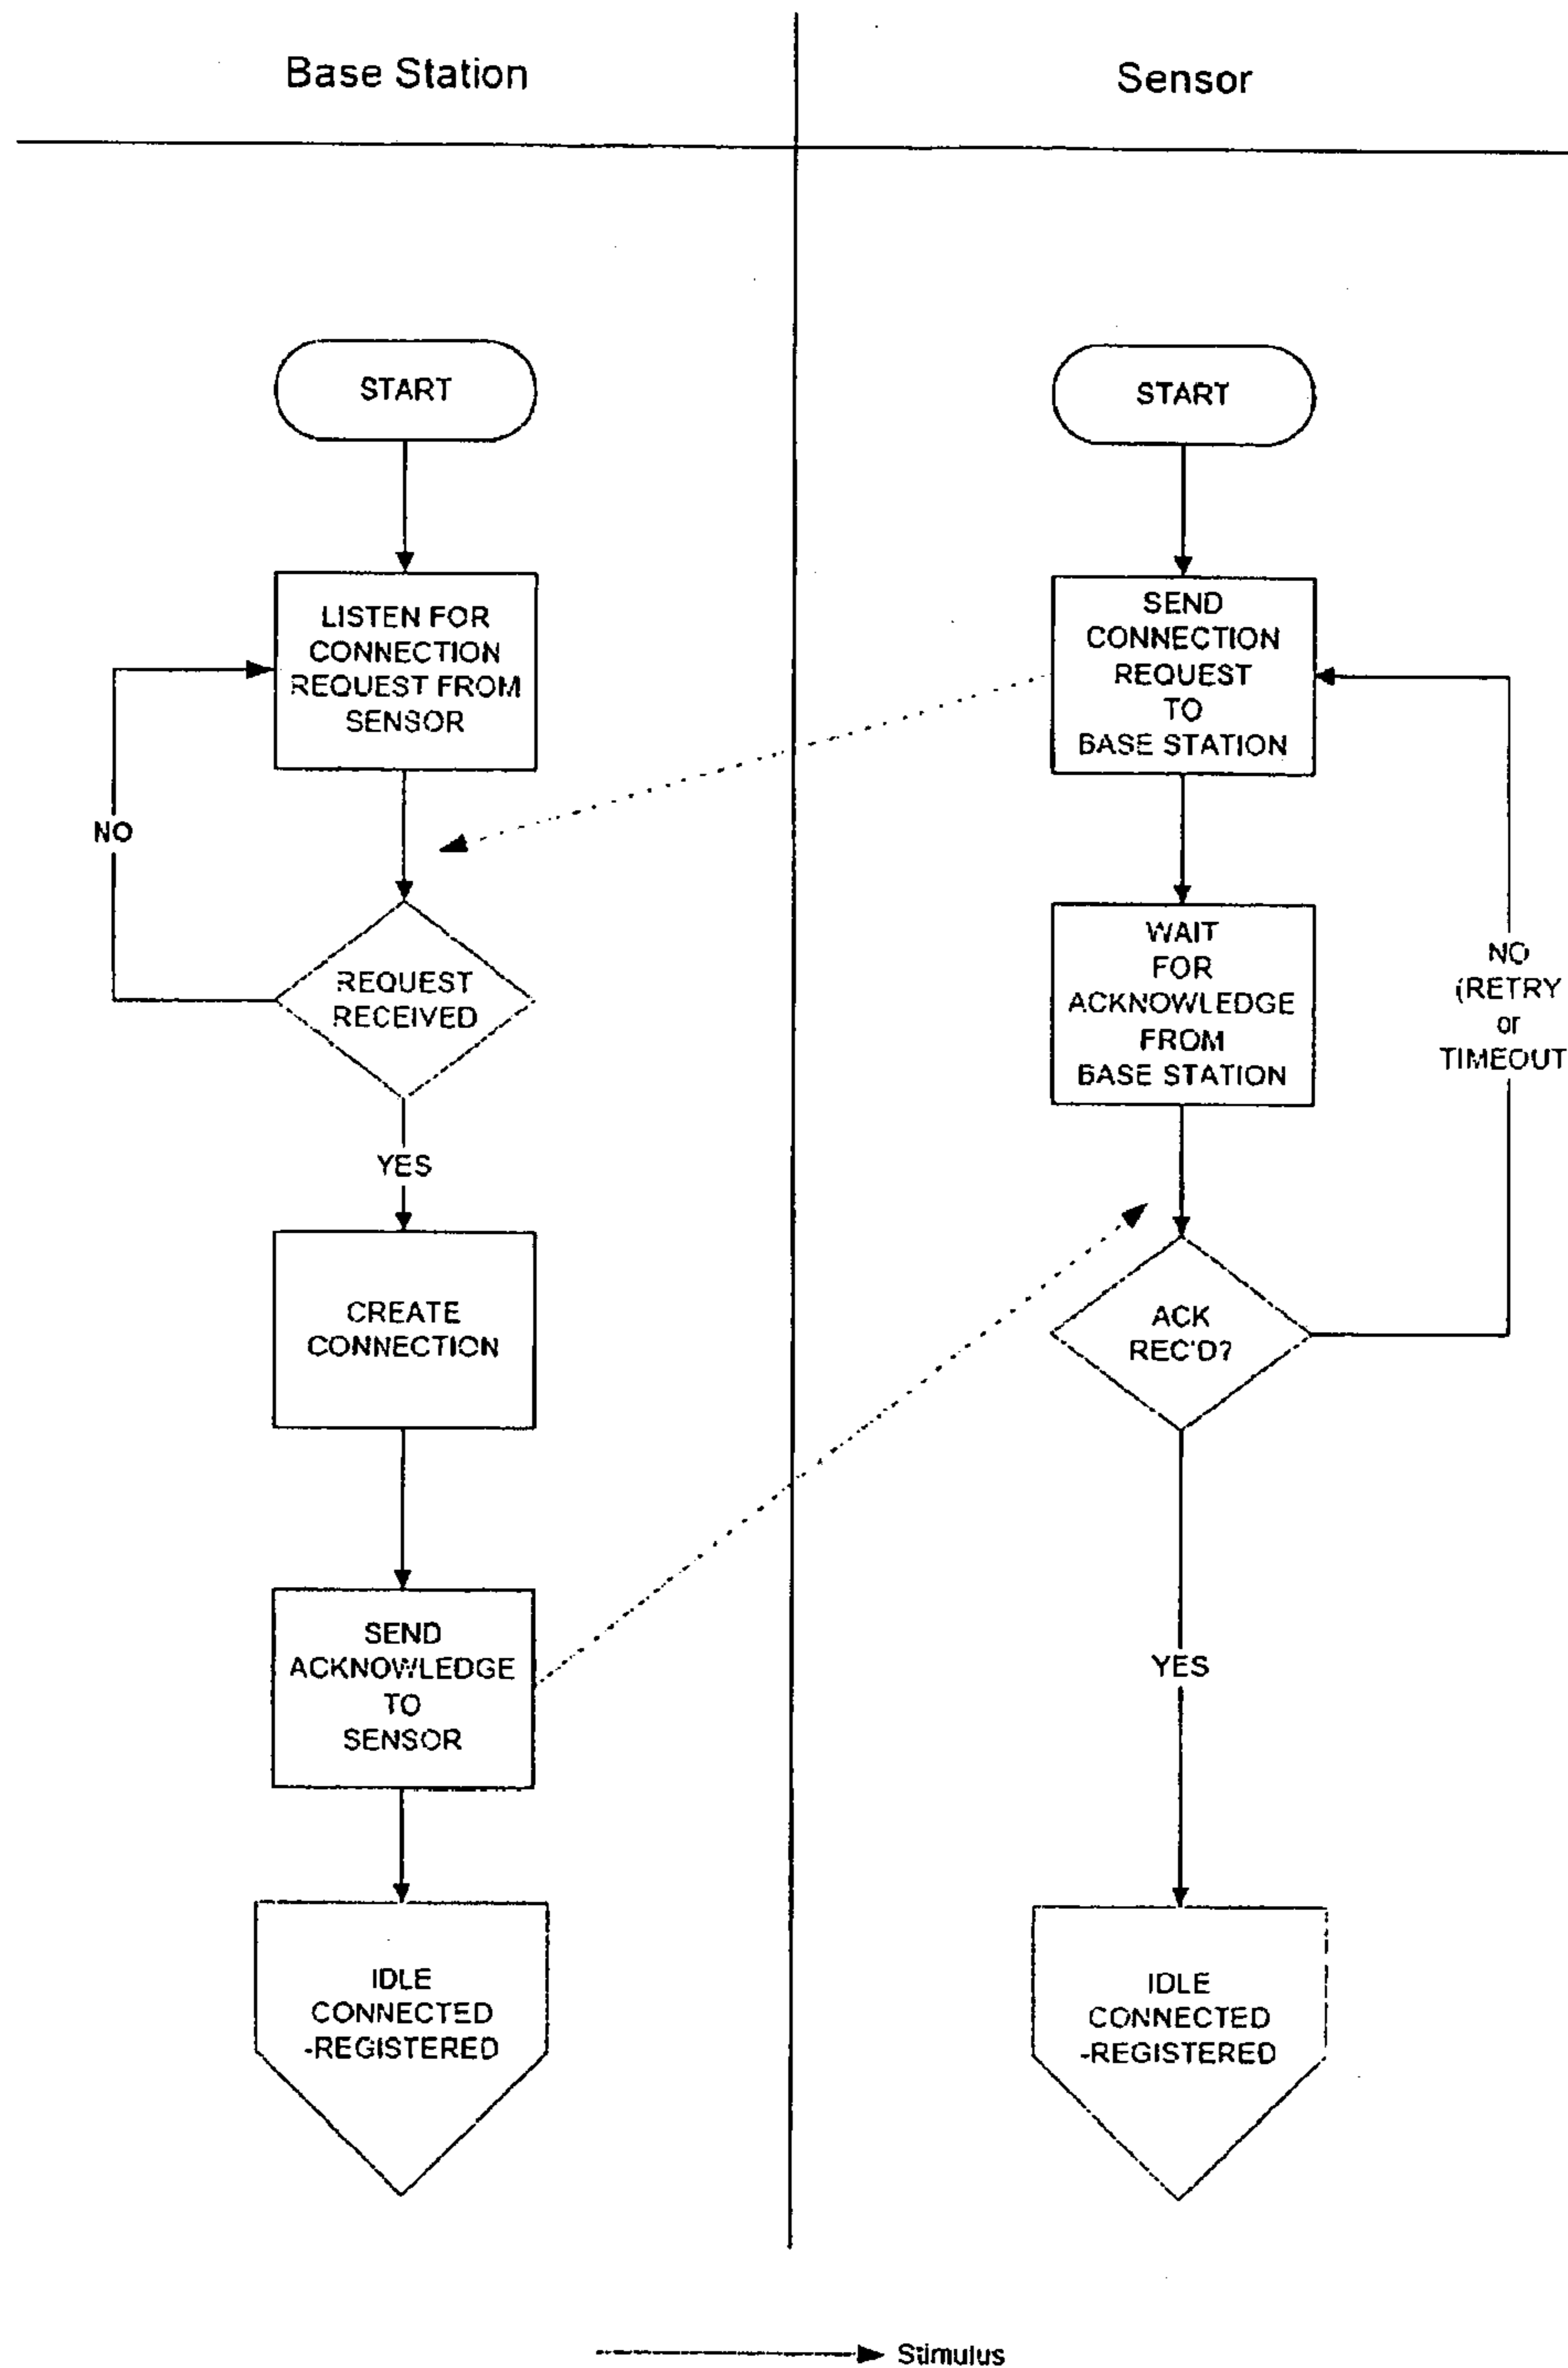 Base Station
Sensor
START
LISTEN FOR
CONNECTION
REQUEST FROM
SENSOR
NO
REQUEST
RECEIVED
YES
CREATE
CONNECTION
SEND
ACKNOWLEDGE
TO
SENSOR
IDLE
CONNECTED
-REGISTERED
START
SEND
CONNECTION
REQUEST
TO
BASE STATION
WAIT
FOR
ACKNOWLEDGE
FROM
BASE STATION
NO
(RETRY
or
TIMEOUT
ACK
REC'D?
YES
IDLE
CONNECTED
-REGISTERED
Stimulus